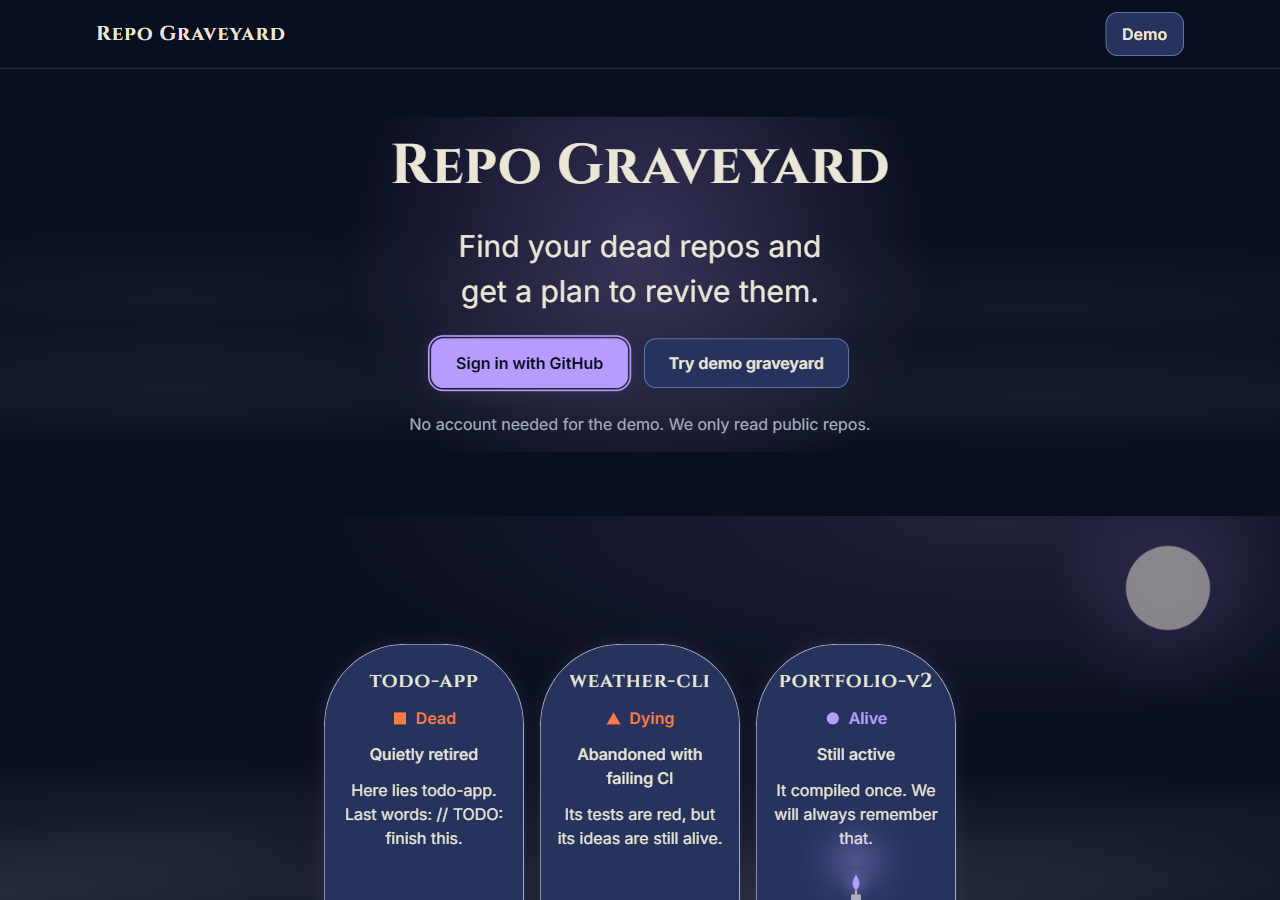 Repo Graveyard
Demo
Repo Graveyard
Find your dead repos and
get a plan to revive them.
Sign in with GitHub
Try demo graveyard
No account needed for the demo. We only read public repos.
todo-app
Dead
Quietly retired
Here lies todo-app.
Last words: // TODO:
finish this.
weather-cli
Dying
Abandoned with
failing CI
Its tests are red, but
its ideas are still alive.
portfolio-v2
Alive
Still active
It compiled once. We
will always remember
that.